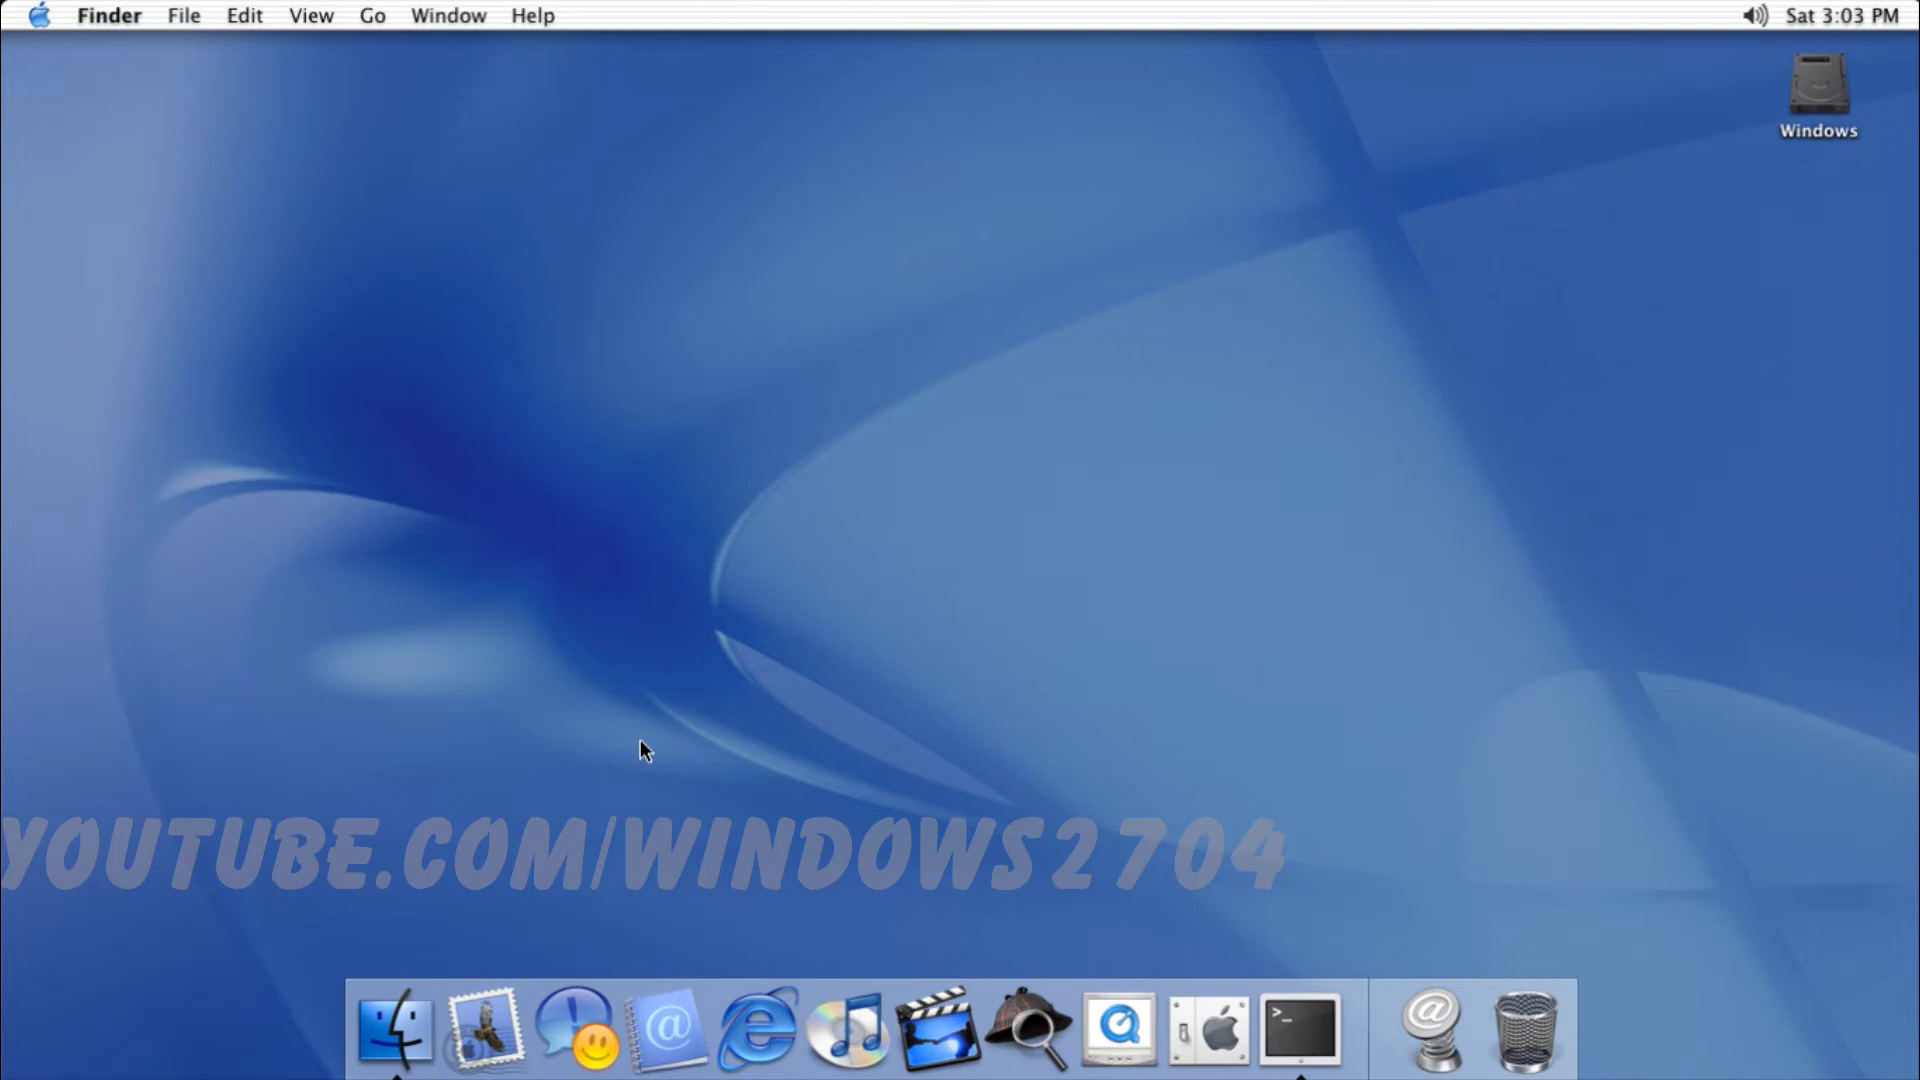 Finder File Edit View Go Window Help Sat 3:03 PM
Windows
YOUTUBE.COM/WINDOWS2704
@
>_
@